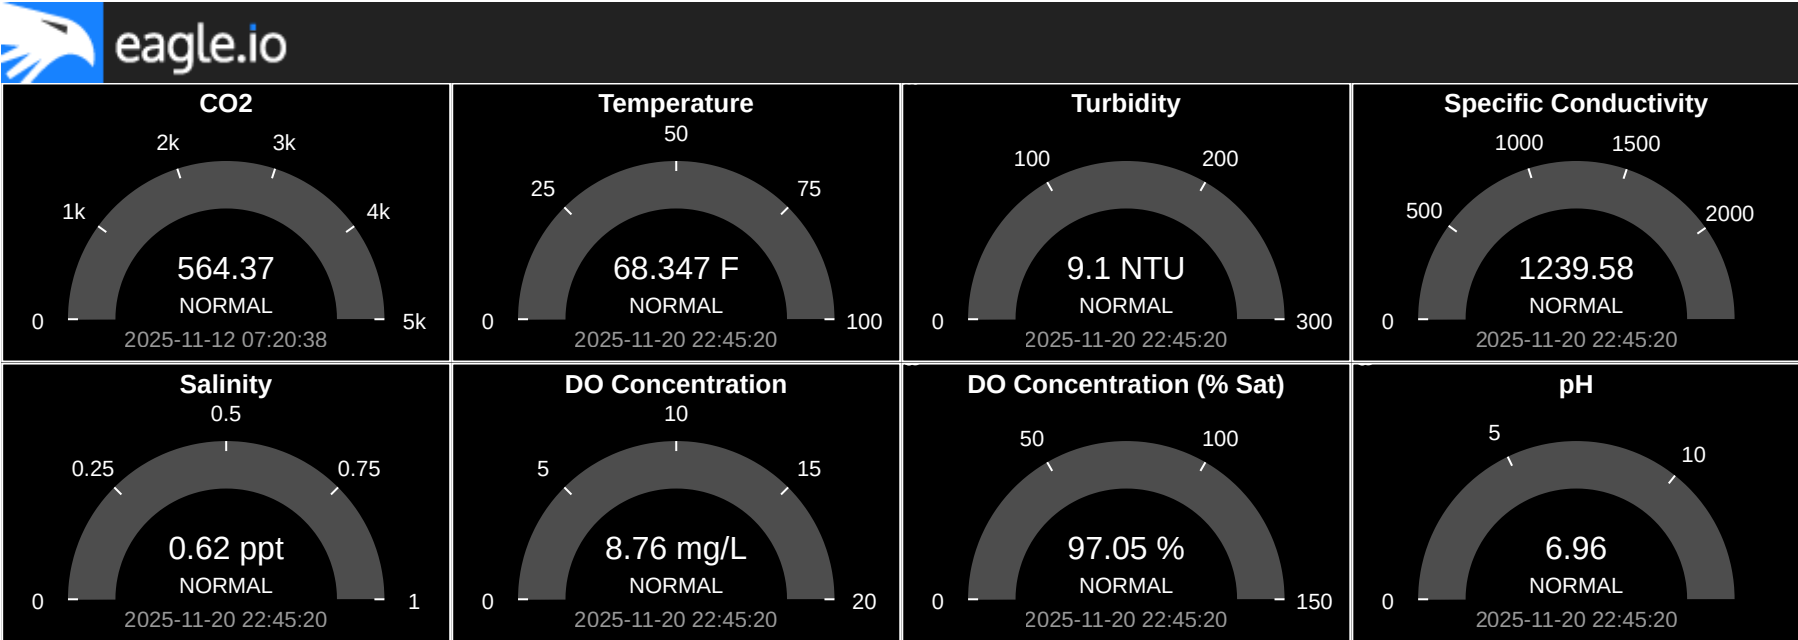 eagle.io
CO2
2k
3k
1k
4k
564.37
NORMAL
0
5k
2025-11-12 07:20:38
Temperature
50
25
75
68.347 F
NORMAL
0
100
2025-11-20 22:45:20
Turbidity
100
200
9.1 NTU
NORMAL
0
300
2025-11-20 22:45:20
Specific Conductivity
1000
1500
500
2000
1239.58
NORMAL
0
2025-11-20 22:45:20
Salinity
0.5
0.25
0.75
0.62 ppt
NORMAL
0
1
2025-11-20 22:45:20
DO Concentration
10
5
15
8.76 mg/L
NORMAL
0
20
2025-11-20 22:45:20
DO Concentration (% Sat)
50
100
97.05 %
NORMAL
0
150
2025-11-20 22:45:20
pH
5
10
6.96
NORMAL
0
2025-11-20 22:45:20